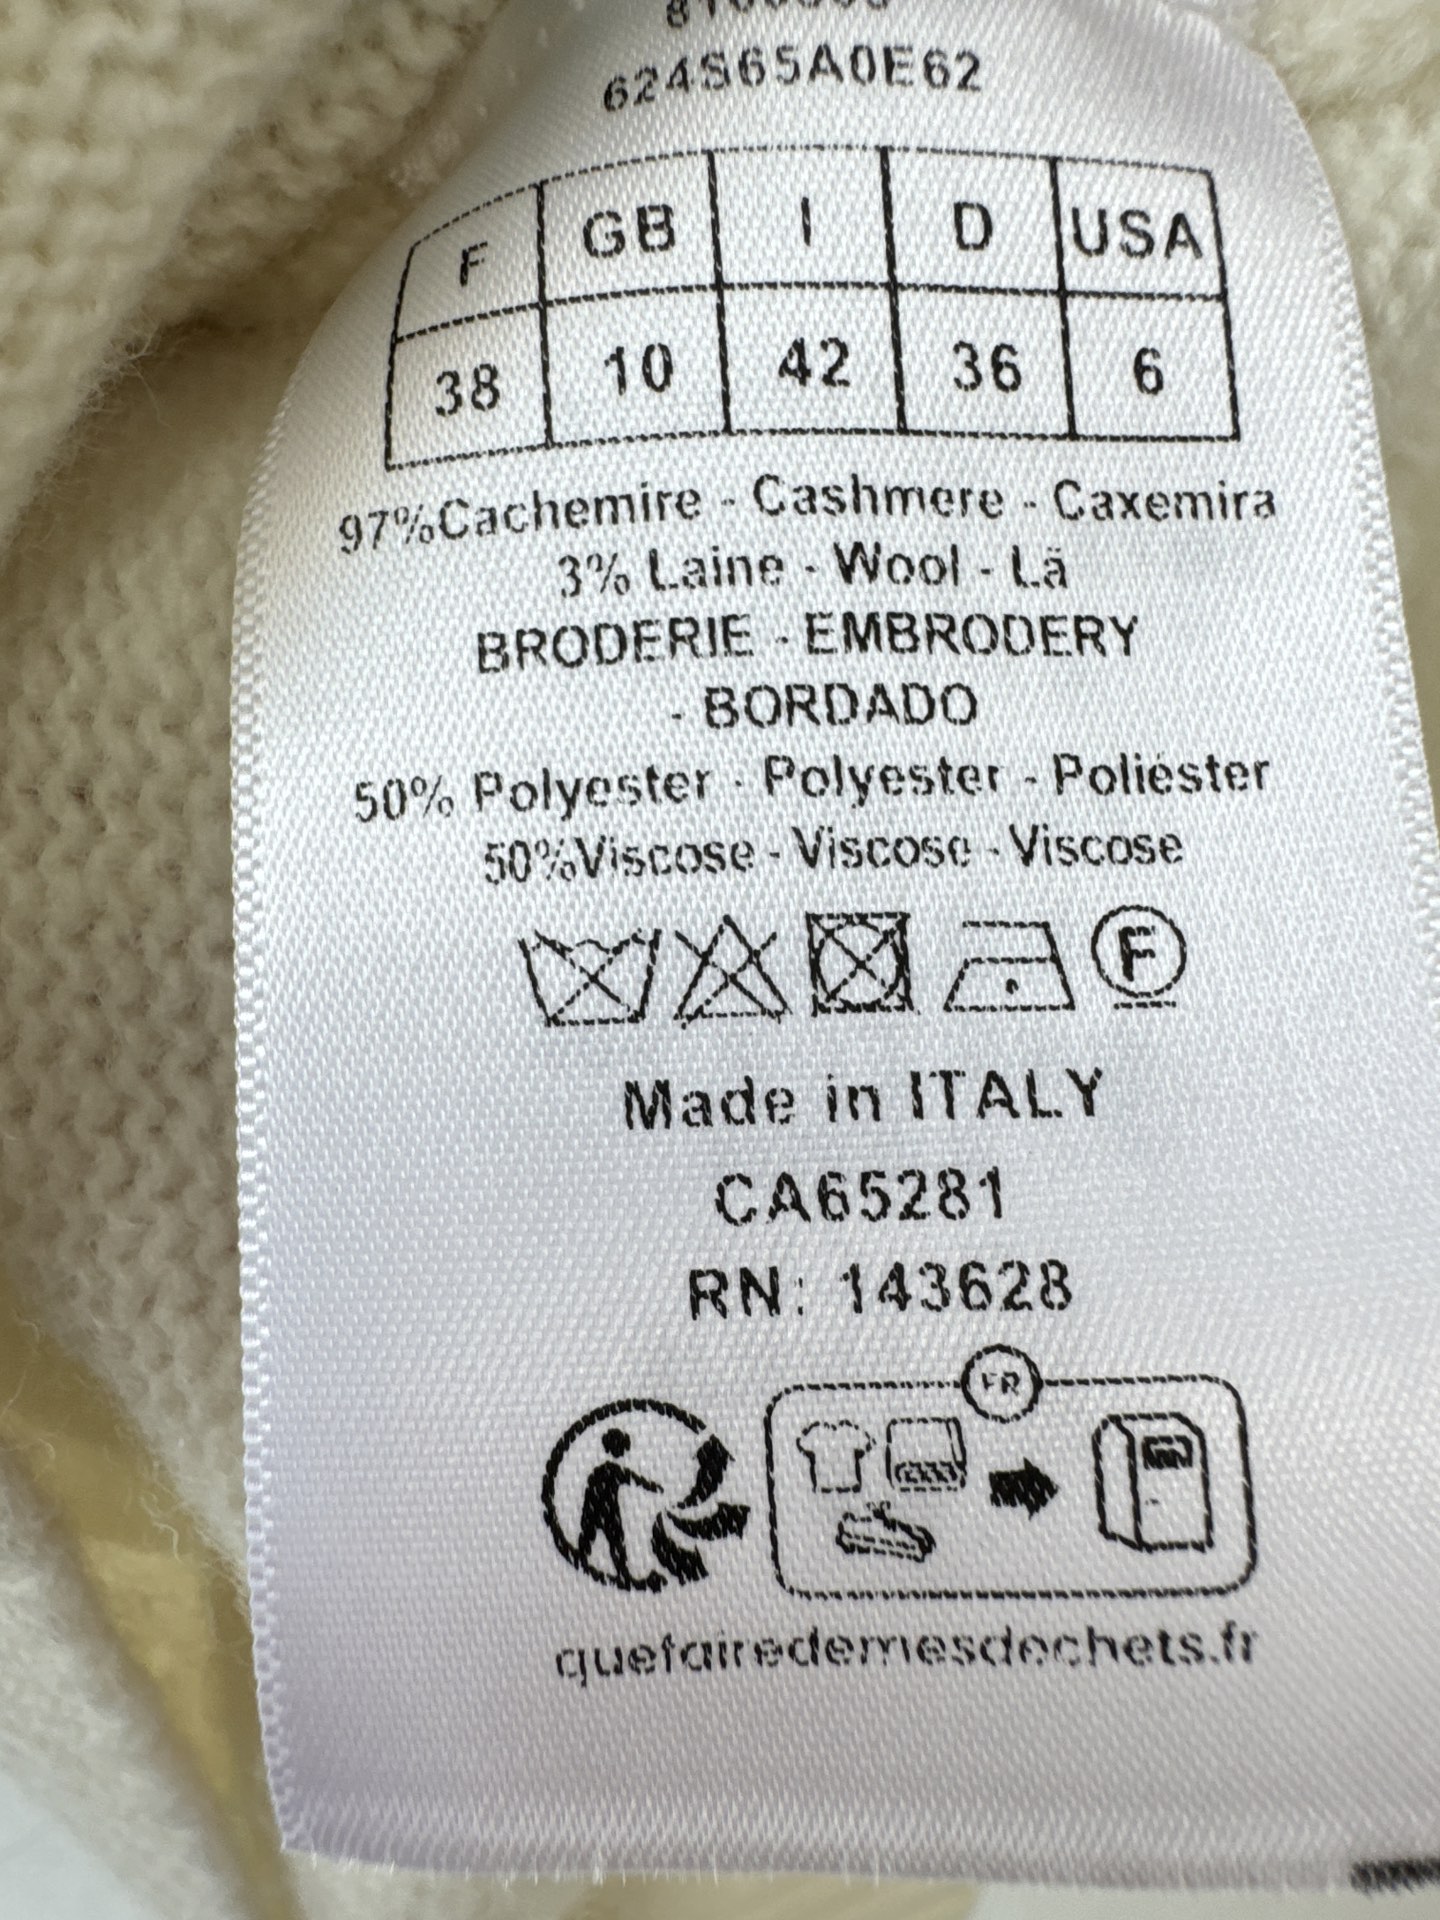 624S65A0E62
F GB I D USA
38 10 42 36 6
97%Cachemire - Cashmere - Caxemira
3% Laine - Wool - Lã
BRODERIE - EMBRODERY
- BORDADO
50% Polyester - Polyester - Poliéster
50%Viscose - Viscose - Viscose
F
Made in ITALY
CA65281
RN: 143628
FR
quefairedemesdechets.fr